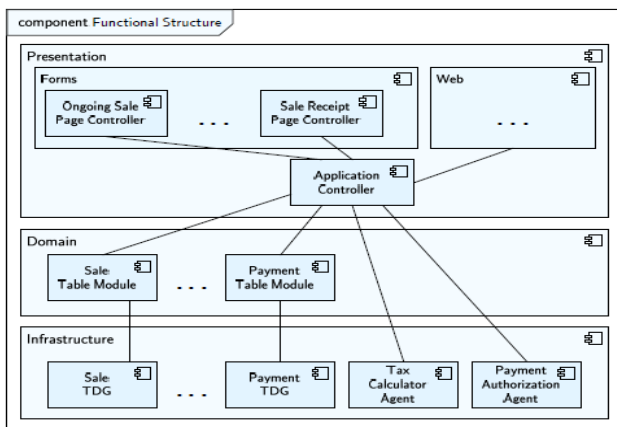 component Functional Structure
Presentation
Forms
Web
Ongoing Sale
Page Controller
. . .
Sale Receipt
Page Controller
. . .
Application
Controller
Domain
Sale
Table Module
. . .
Payment
Table Module
Infrastructure
Sale
TDG
. . .
Payment
TDG
Tax
Calculator
Agent
Payment
Authorization
Agent